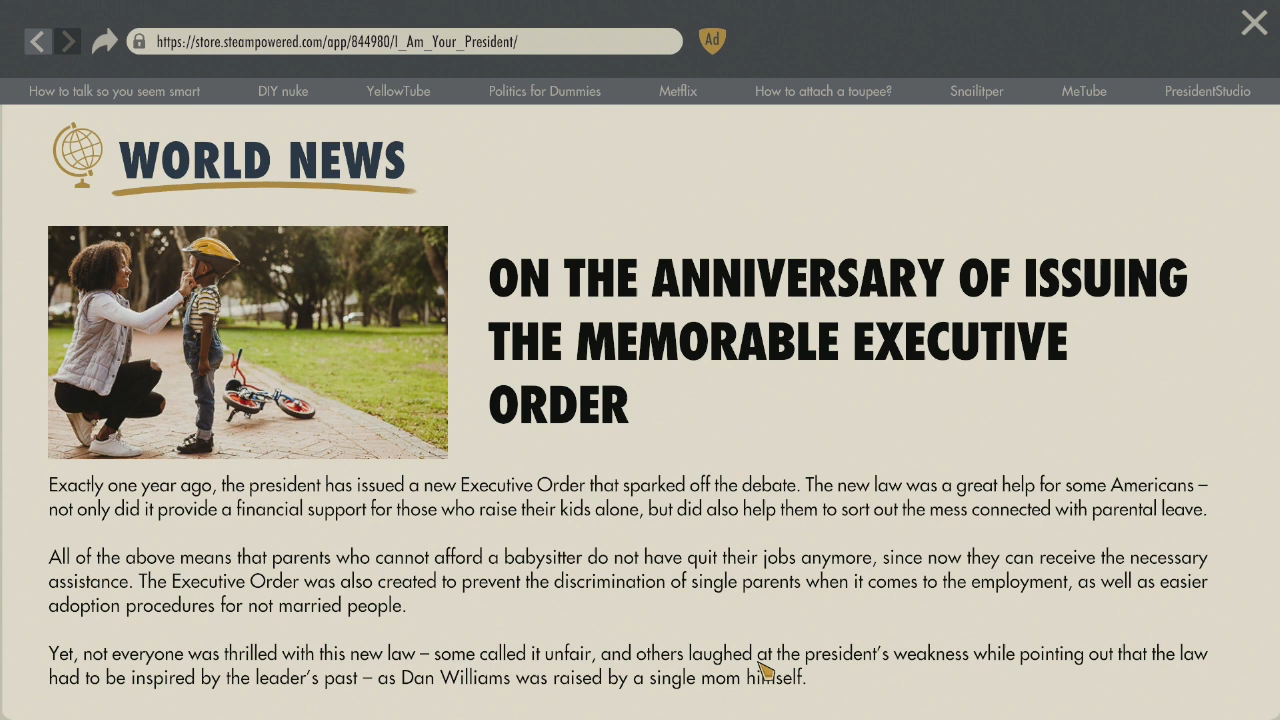 https://store.steampowered.com/app/844980/I_Am_Your_President/
Ad
How to talk so you seem smart DIY nuke YellowTube Politics for Dummies Metflix How to attach a toupee? Snailitper MeTube PresidentStudio
WORLD NEWS
ON THE ANNIVERSARY OF ISSUING
THE MEMORABLE EXECUTIVE
ORDER
Exactly one year ago, the president has issued a new Executive Order that sparked off the debate. The new law was a great help for some Americans –
not only did it provide a financial support for those who raise their kids alone, but did also help them to sort out the mess connected with parental leave.
All of the above means that parents who cannot afford a babysitter do not have quit their jobs anymore, since now they can receive the necessary
assistance. The Executive Order was also created to prevent the discrimination of single parents when it comes to the employment, as well as easier
adoption procedures for not married people.
Yet, not everyone was thrilled with this new law – some called it unfair, and others laughed at the president's weakness while pointing out that the law
had to be inspired by the leader's past – as Dan Williams was raised by a single mom himself.